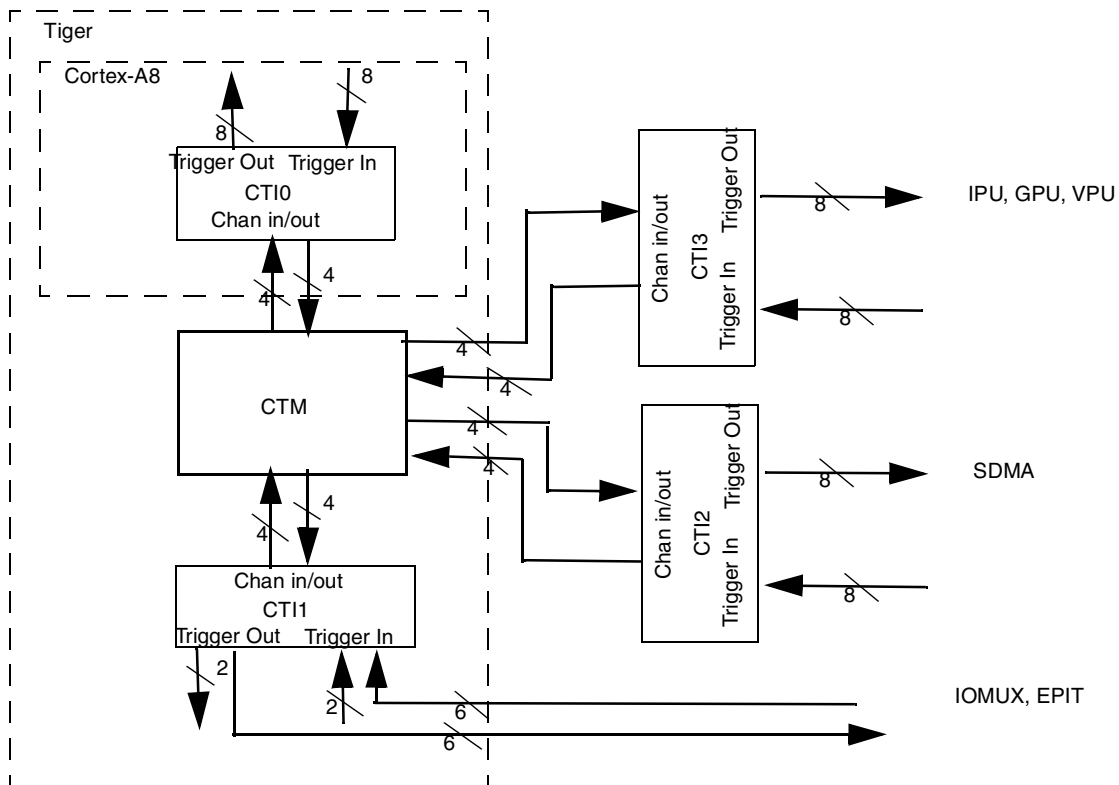 Tiger
Cortex-A8
8
8
Trigger Out
Trigger In
CTI0
Chan in/out
4
4
CTM
4
4
4
4
4
4
Chan in/out
CTI1
Trigger Out
Trigger In
2
2
6
6
Chan in/out
CTI3
Trigger In
Trigger Out
8
8
IPU, GPU, VPU
Chan in/out
CTI2
Trigger In
Trigger Out
8
8
SDMA
IOMUX, EPIT